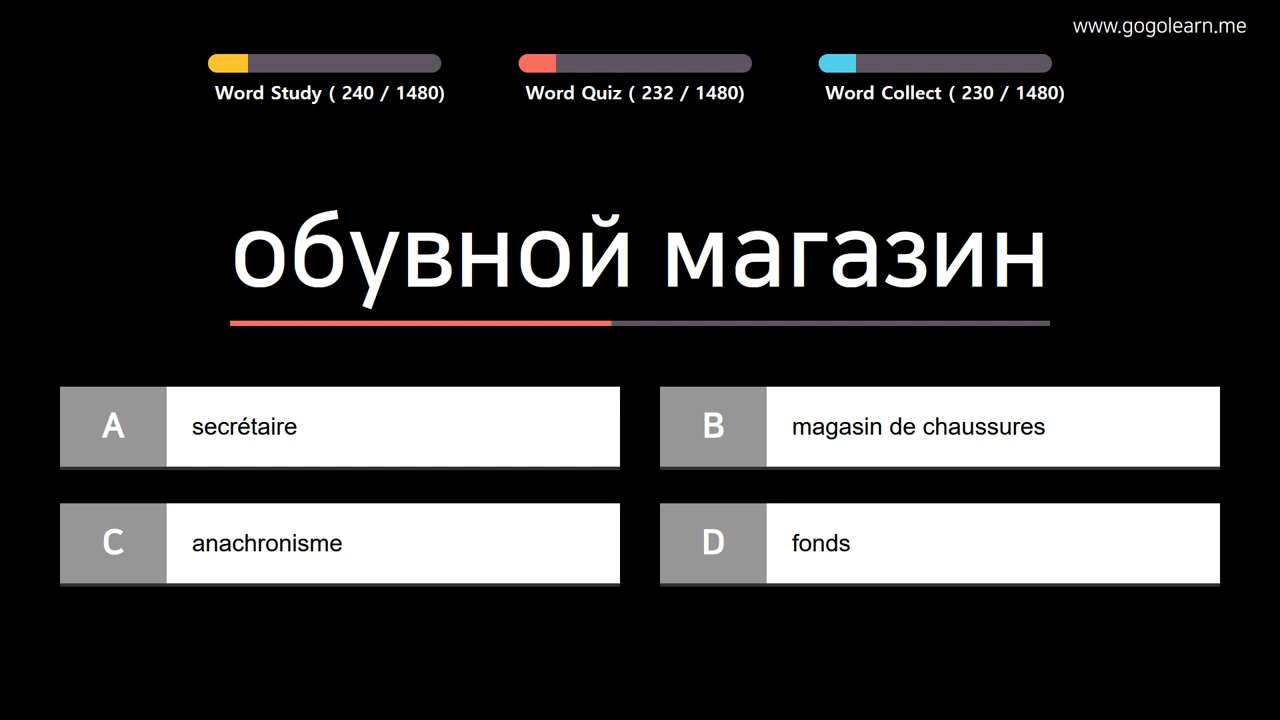 www.gogolearn.me
Word Study ( 240 / 1480)
Word Quiz ( 232 / 1480)
Word Collect ( 230 / 1480)
обувной магазин
A secrétaire
B magasin de chaussures
C anachronisme
D fonds